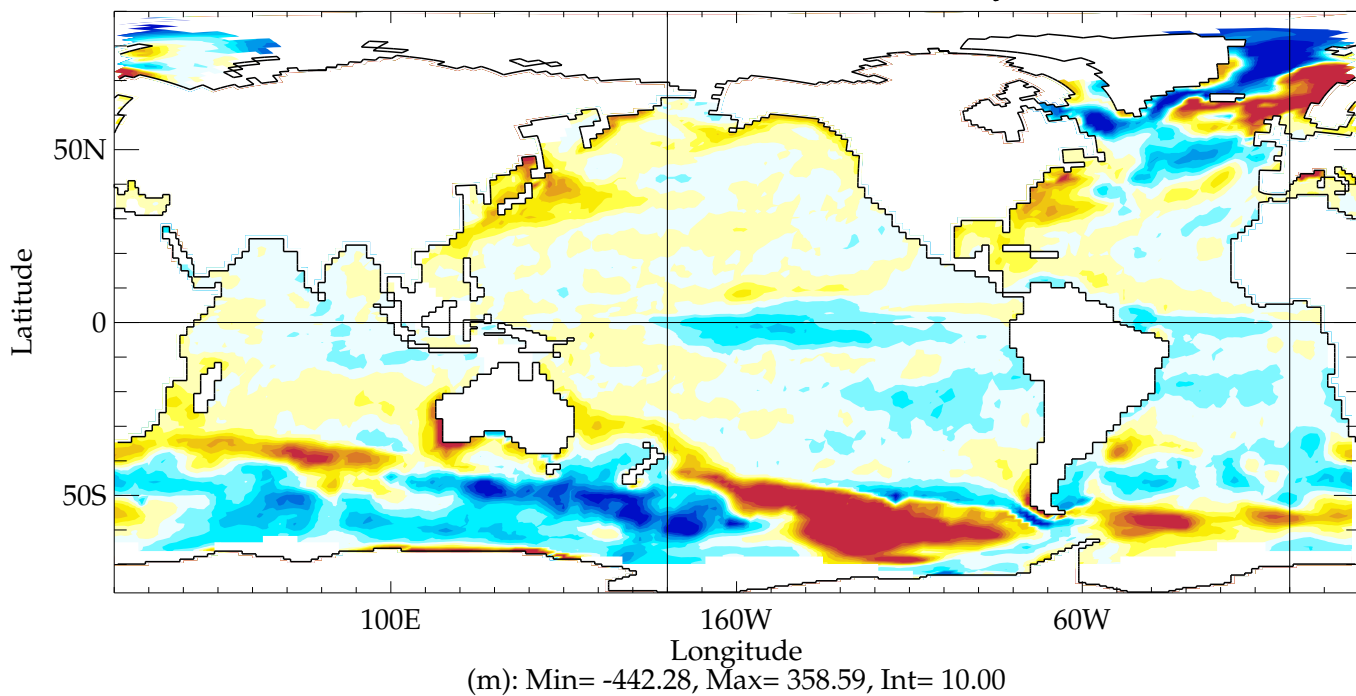 50N
0
50S
Latitude
100E
160W
60W
Longitude
(m): Min= -442.28, Max= 358.59, Int= 10.00